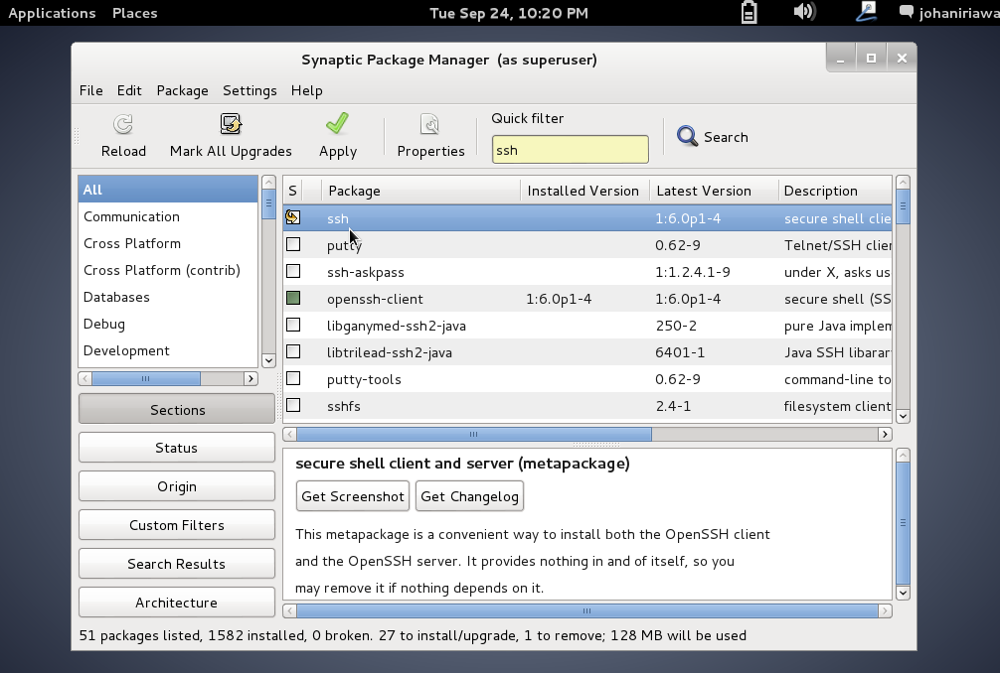 Applications Places Tue Sep 24, 10:20 PM johaniriawa
Synaptic Package Manager (as superuser)
File Edit Package Settings Help
Reload Mark All Upgrades Apply Properties Quick filter Search
ssh
All
Communication
Cross Platform
Cross Platform (contrib)
Databases
Debug
Development
Sections
Status
Origin
Custom Filters
Search Results
Architecture
S Package Installed Version Latest Version Description
ssh 1:6.0p1-4 secure shell clie
putty 0.62-9 Telnet/SSH clier
ssh-askpass 1:1.2.4.1-9 under X, asks us
openssh-client 1:6.0p1-4 1:6.0p1-4 secure shell (SS
libganymed-ssh2-java 250-2 pure Java implem
libtrilead-ssh2-java 6401-1 Java SSH libarar
putty-tools 0.62-9 command-line to
sshfs 2.4-1 filesystem client
secure shell client and server (metapackage)
Get Screenshot Get Changelog
This metapackage is a convenient way to install both the OpenSSH client
and the OpenSSH server. It provides nothing in and of itself, so you
may remove it if nothing depends on it.
51 packages listed, 1582 installed, 0 broken. 27 to install/upgrade, 1 to remove; 128 MB will be used